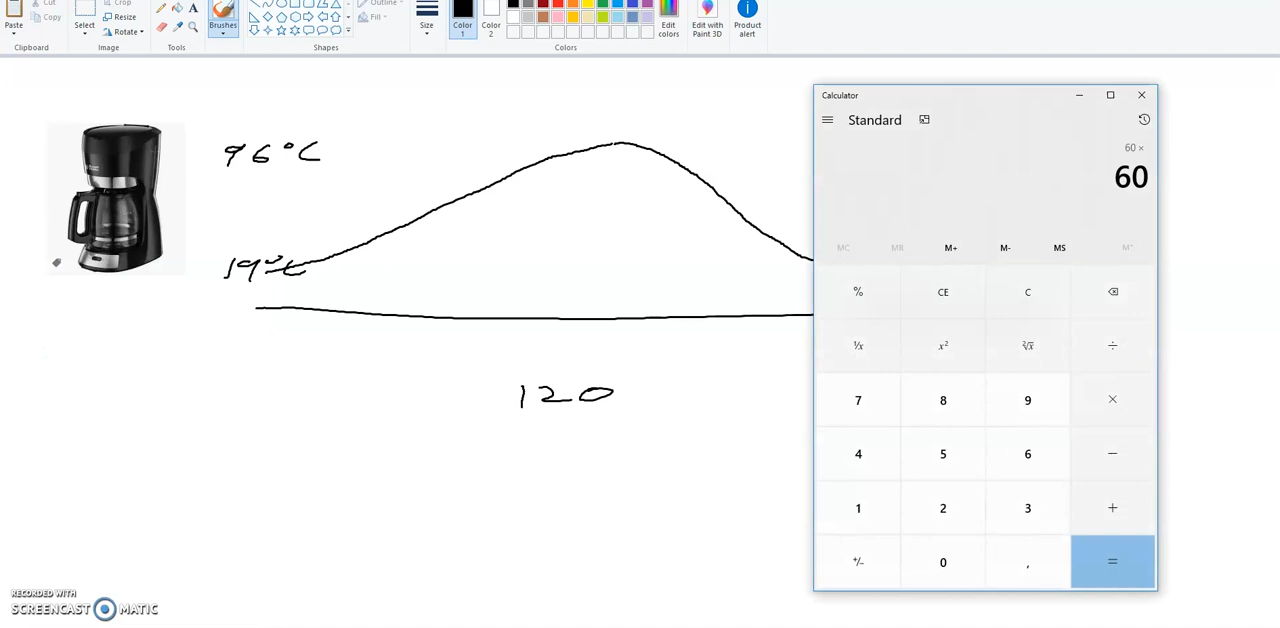 Paste
Cut
Copy
Clipboard
Select
Crop
Resize
Rotate
Image
A
Tools
Brushes
Outline
Fill
Shapes
Size
Color
1
Color
2
Edit
colors
Colors
Edit with
Paint 3D
Product
alert
96°C
19°C
120
Calculator
Standard
60 ×
60
MC MR M+ M- MS
% CE C
¹/x x² ²√x ÷
7 8 9 ×
4 5 6 −
1 2 3 +
+/− 0 , =
RECORDED WITH
SCREENCAST MATIC